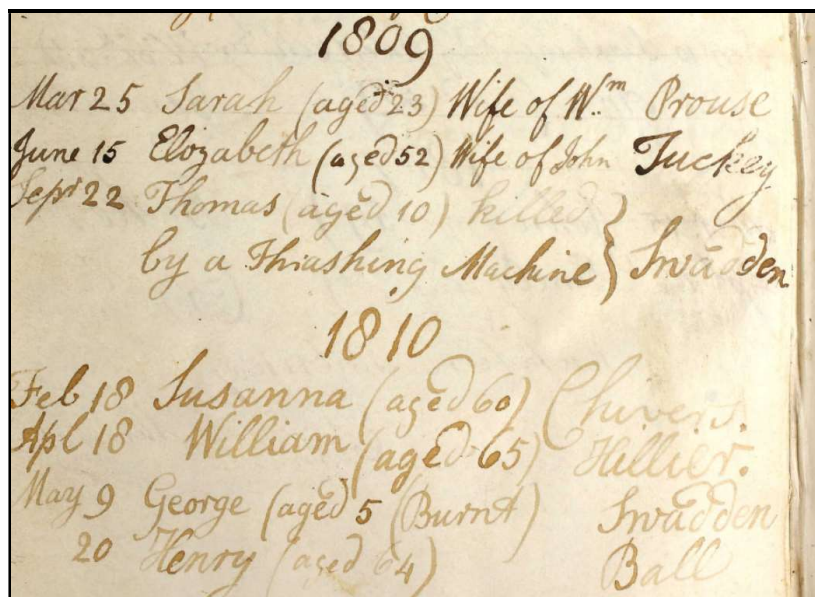 1809
Mar 25 Sarah (aged 23) Wife of Wm Prouse
June 15 Elizabeth (aged 52) Wife of John Tuckey
Sepr 22 Thomas (aged 10) killed
by a Thrashing Machine } Swadden
1810
Feb 18 Susanna (aged 60) Chivers.
Apl 18 William (aged 65) Hillier.
May 9 George (aged 5 (Burnt) Swadden
20 Henry (aged 64) Ball